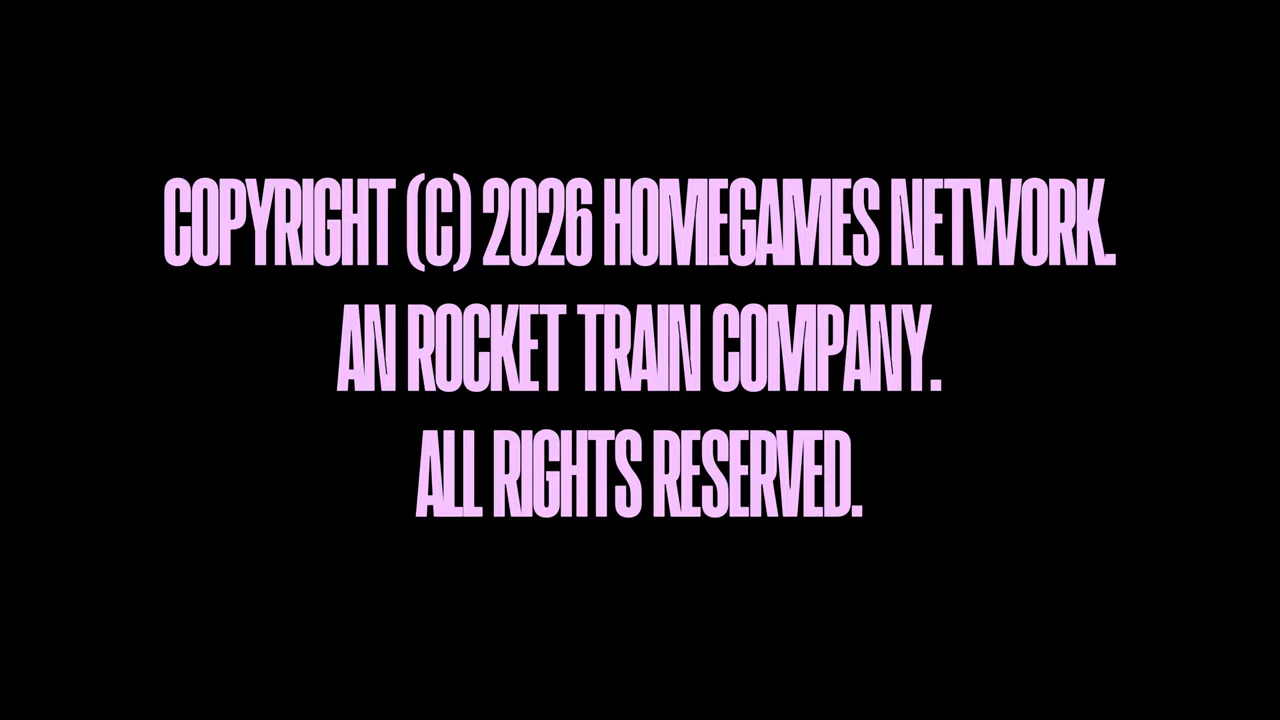 COPYRIGHT (C) 2026 HOMEGAMES NETWORK.
AN ROCKET TRAIN COMPANY.
ALL RIGHTS RESERVED.